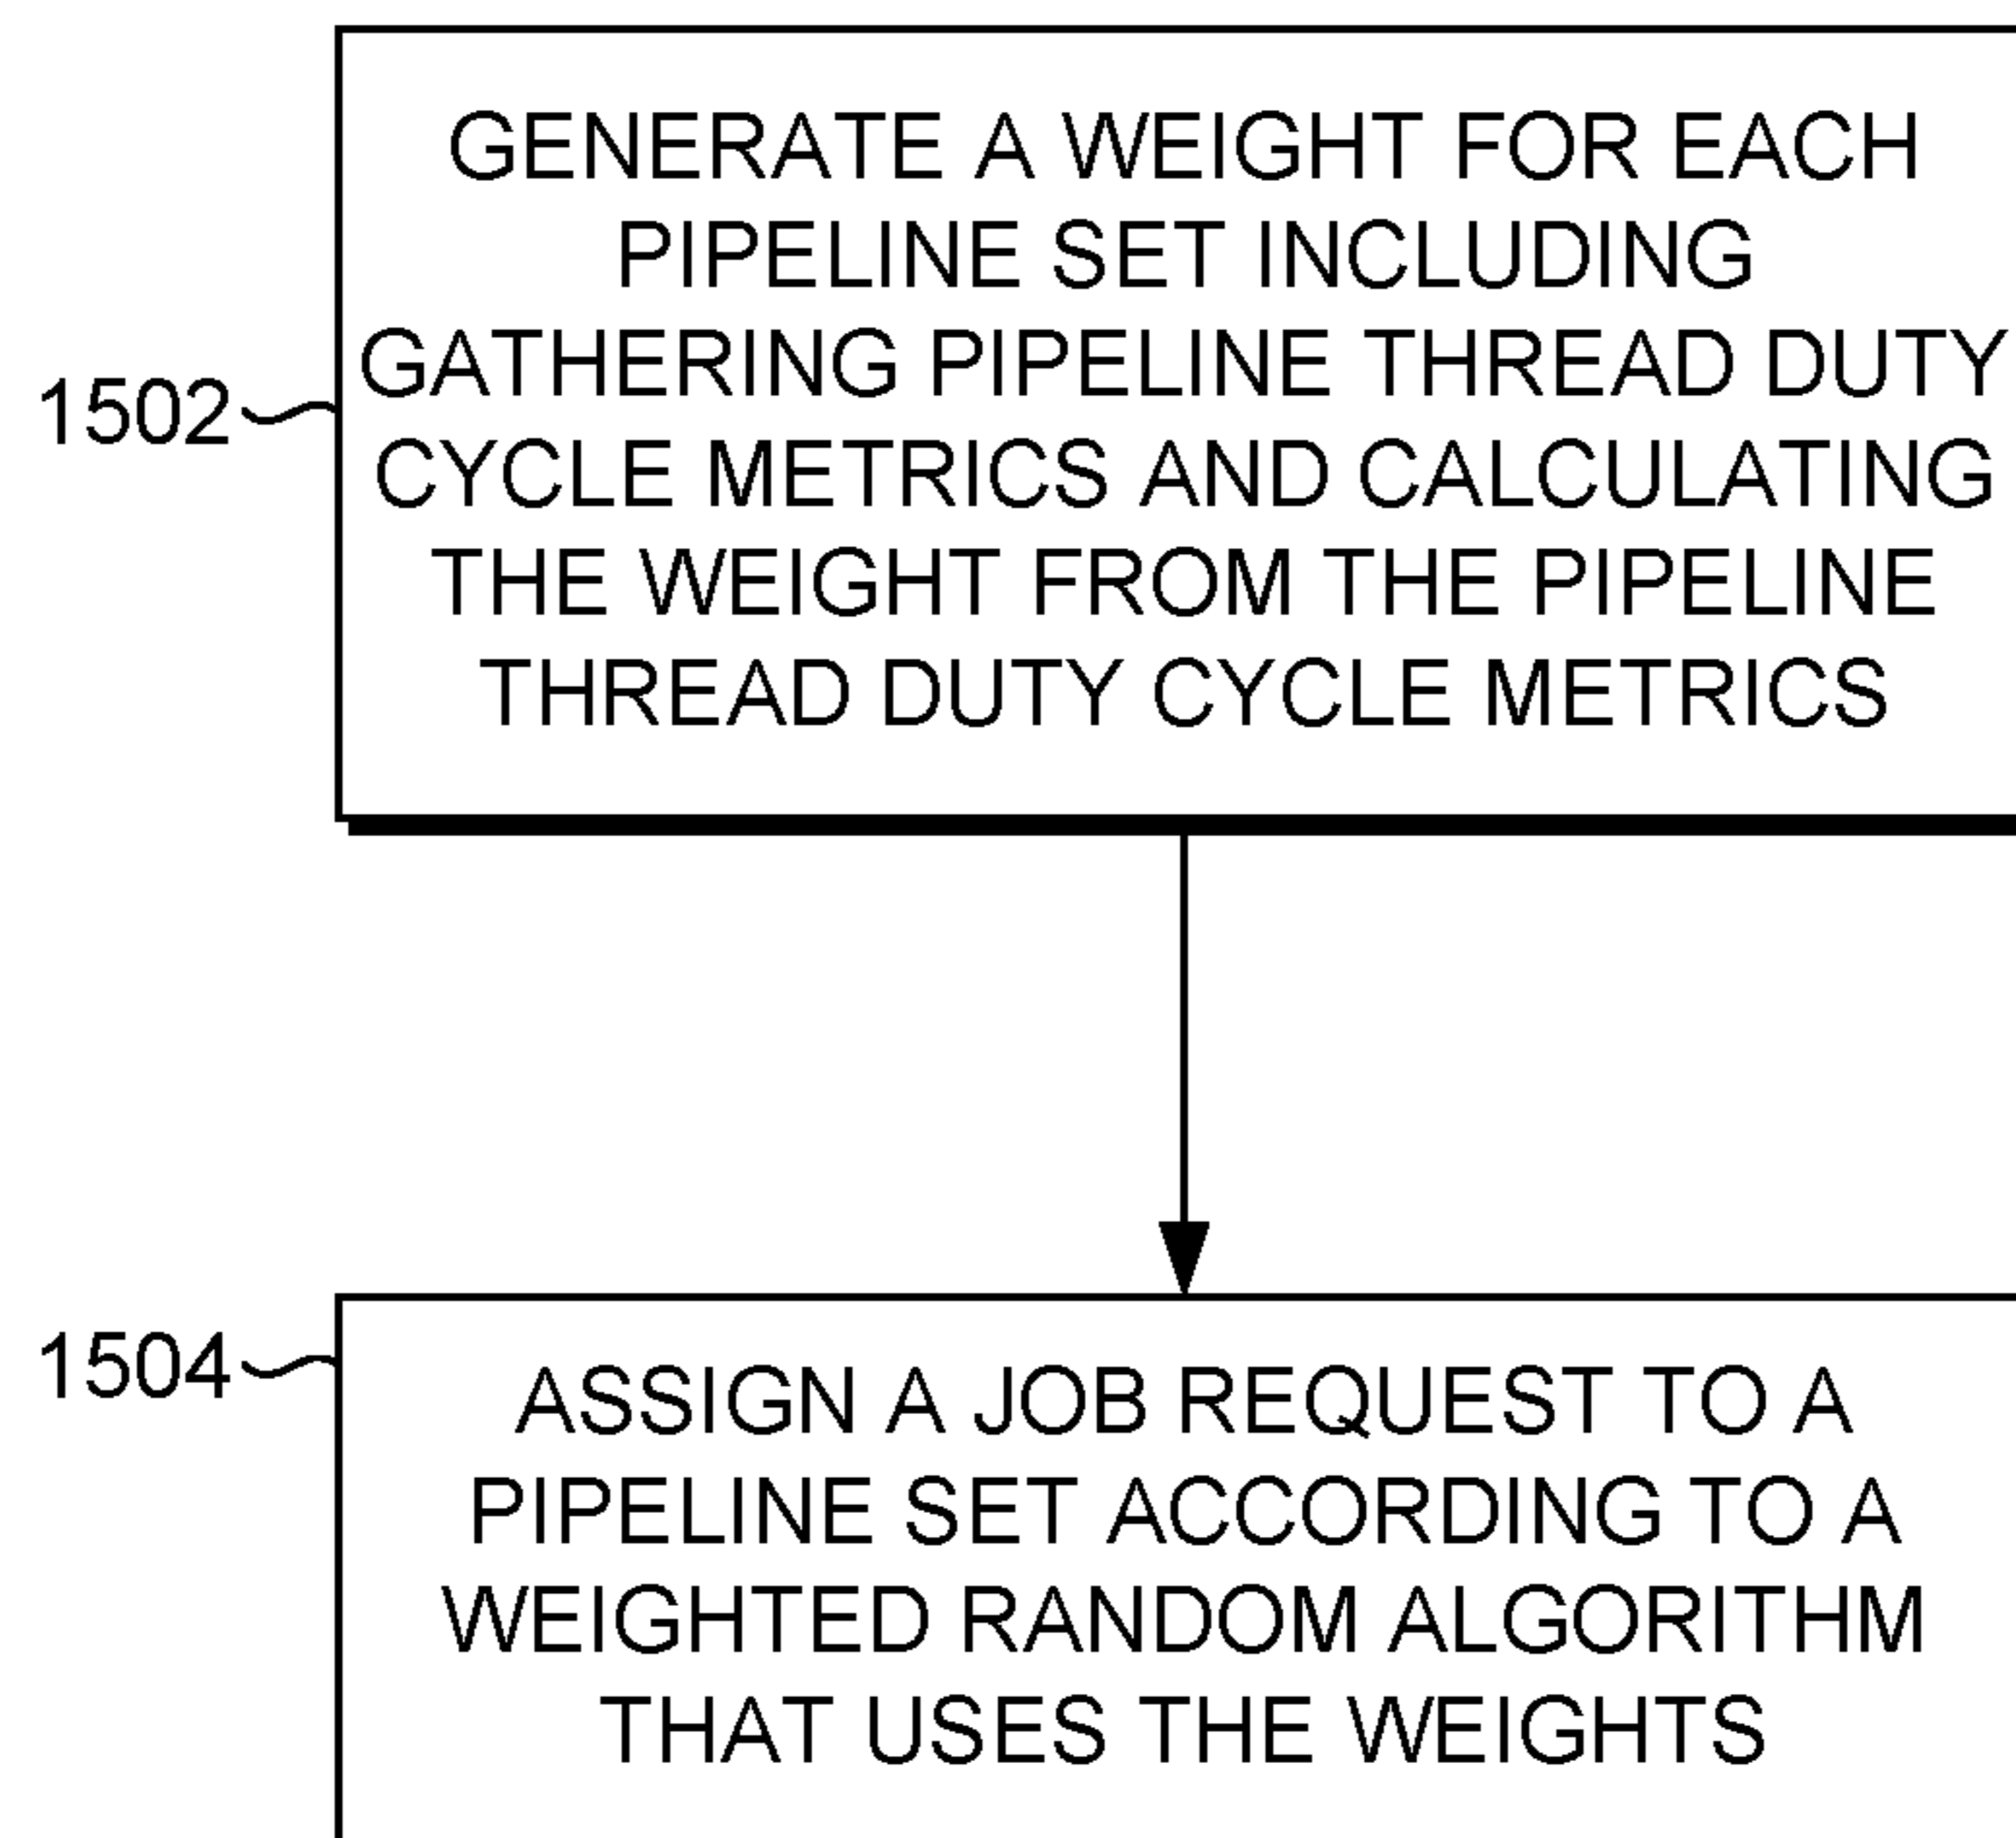 GENERATE A WEIGHT FOR EACH
PIPELINE SET INCLUDING
GATHERING PIPELINE THREAD DUTY
1502
CYCLE METRICS AND CALCULATING
THE WEIGHT FROM THE PIPELINE
THREAD DUTY CYCLE METRICS
1504
ASSIGN A JOB REQUEST TO A
PIPELINE SET ACCORDING TO A
WEIGHTED RANDOM ALGORITHM
THAT USES THE WEIGHTS